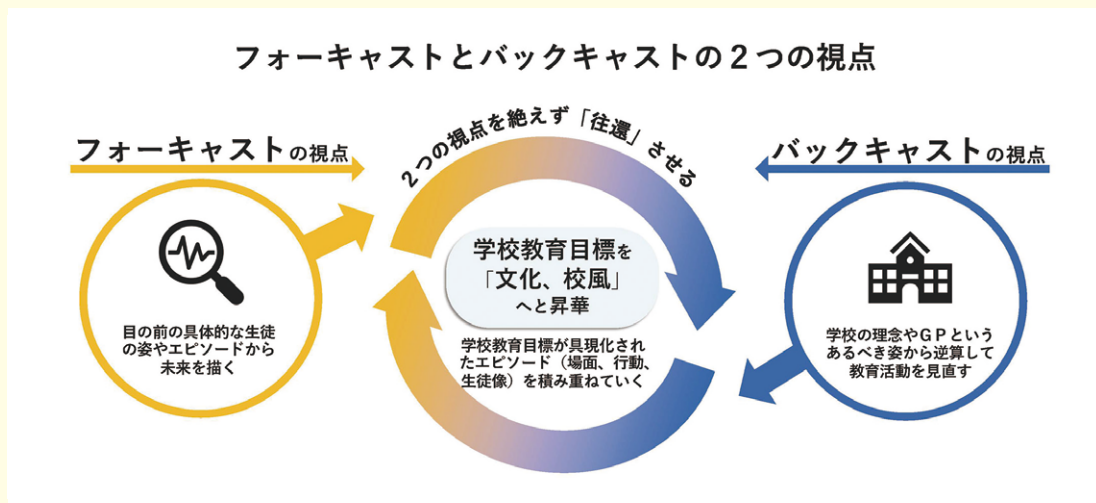 フォーキャストとバックキャストの２つの視点
フォーキャストの視点
目の前の具体的な生徒
の姿やエピソードから
未来を描く
２つの視点を絶えず「往還」させる
学校教育目標を
「文化、校風」
へと昇華
学校教育目標が具現化され
たエピソード（場面、行動、
生徒像）を積み重ねていく
バックキャストの視点
学校の理念やＧＰという
あるべき姿から逆算して
教育活動を見直す